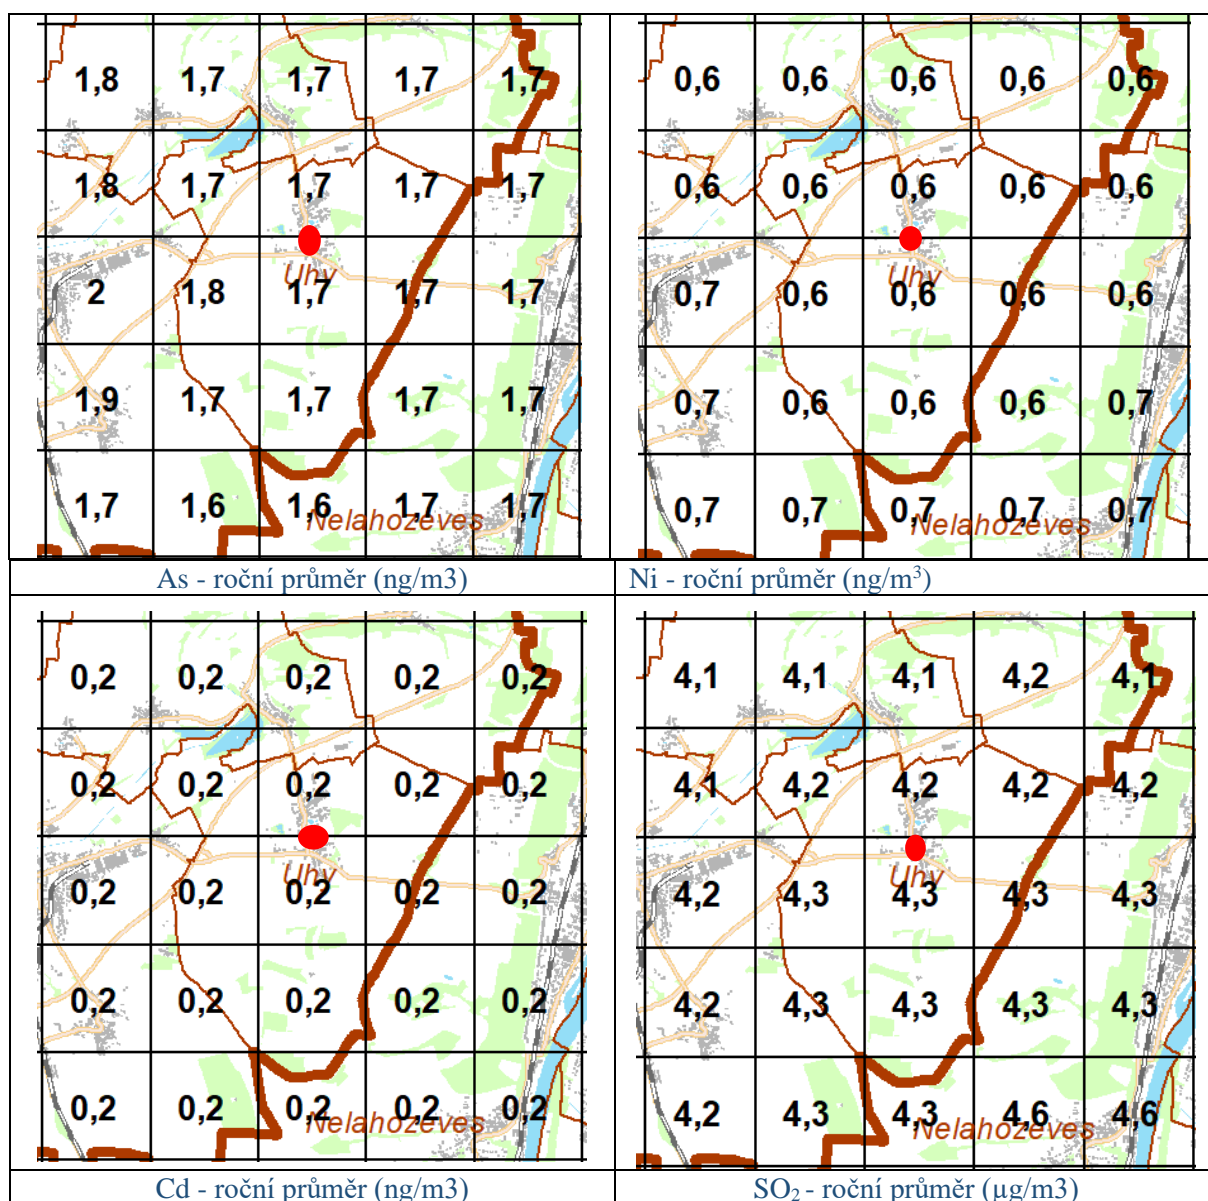 1,8 1,7 1,7 1,7 1,7
1,8 1,7 1,7 1,7 1,7
Uhy
2 1,8 1,7 1,7 1,7
1,9 1,7 1,7 1,7 1,7
1,7 1,6 1,6 1,7 1,7
Nelahozeves
0,6 0,6 0,6 0,6 0,6
0,6 0,6 0,6 0,6 0,6
Uhy
0,7 0,6 0,6 0,6 0,6
0,7 0,6 0,6 0,6 0,7
0,7 0,7 0,7 0,7 0,7
Nelahozeves
As - roční průměr (ng/m3)
Ni - roční průměr (ng/m³)
0,2 0,2 0,2 0,2 0,2
0,2 0,2 0,2 0,2 0,2
Uhy
0,2 0,2 0,2 0,2 0,2
0,2 0,2 0,2 0,2 0,2
0,2 0,2 0,2 0,2 0,2
Nelahozeves
4,1 4,1 4,1 4,2 4,1
4,1 4,2 4,2 4,2 4,2
Uhy
4,2 4,3 4,3 4,3 4,3
4,2 4,3 4,3 4,3 4,3
4,2 4,3 4,3 4,6 4,6
Nelahozeves
Cd - roční průměr (ng/m3)
SO₂ - roční průměr (µg/m3)